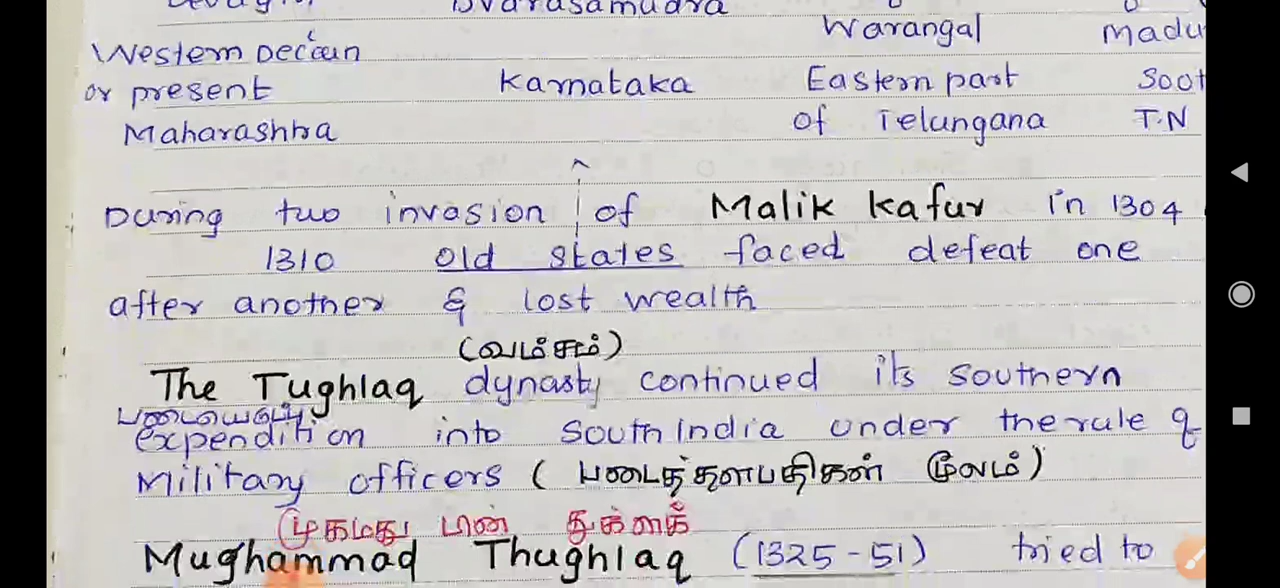 Dvarasamudra
Warangal Madu
Western Deccan
or present Karnataka Eastern part Sout
Maharashtra of Telungana T.N
During two invasion of Malik Kafur in 1304
1310 old states faced defeat one
after another & lost wealth
(வம்சம்)
The Tughlaq dynasty continued its southern
படையெடுப்பு
expendition into South India under the rule of
Military officers ( படைத்தளபதிகள் மூலம் )
முகமது பின் துக்ளக்
Mughammad Thughlaq (1325-51) tried to